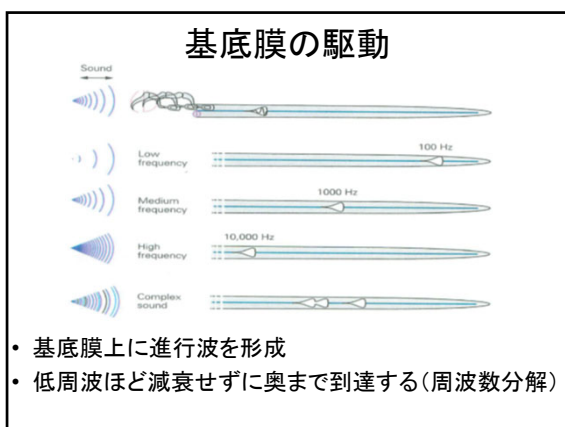 基底膜の駆動
Sound
Low
frequency
100 Hz
Medium
frequency
1000 Hz
High
frequency
10,000 Hz
Complex
sound
• 基底膜上に進行波を形成
• 低周波ほど減衰せずに奥まで到達する(周波数分解)